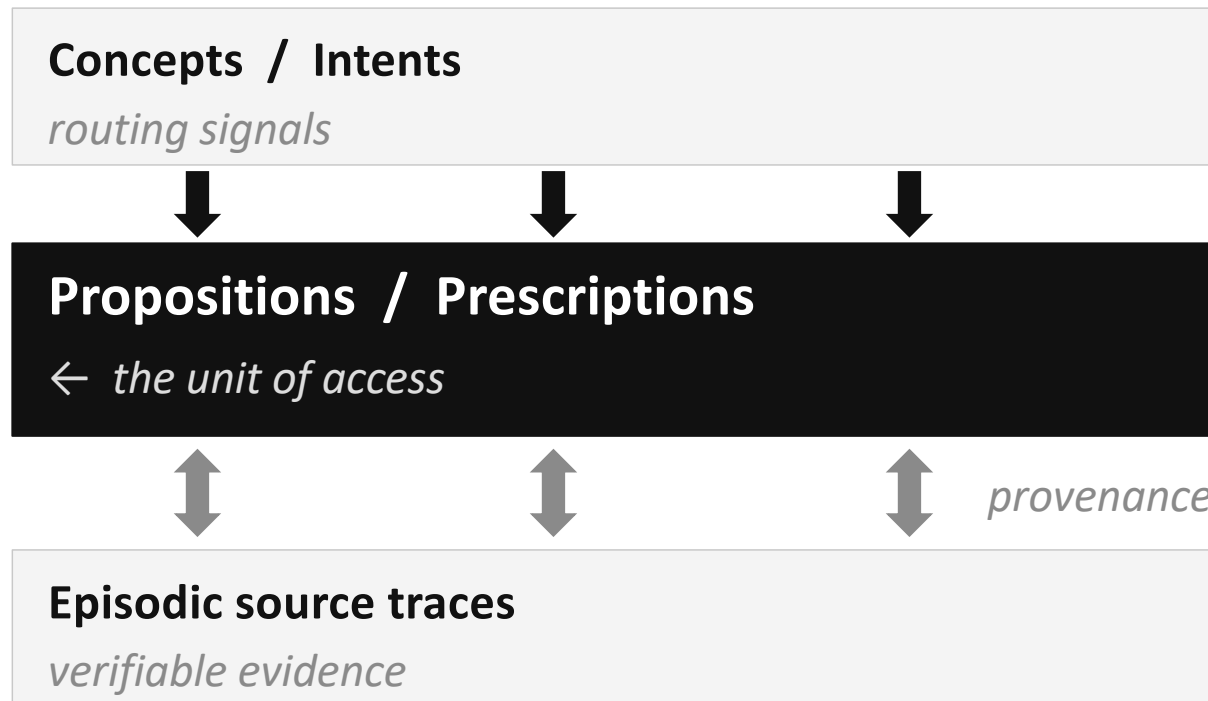 Concepts / Intents
routing signals
Propositions / Prescriptions
← the unit of access
provenance
Episodic source traces
verifiable evidence